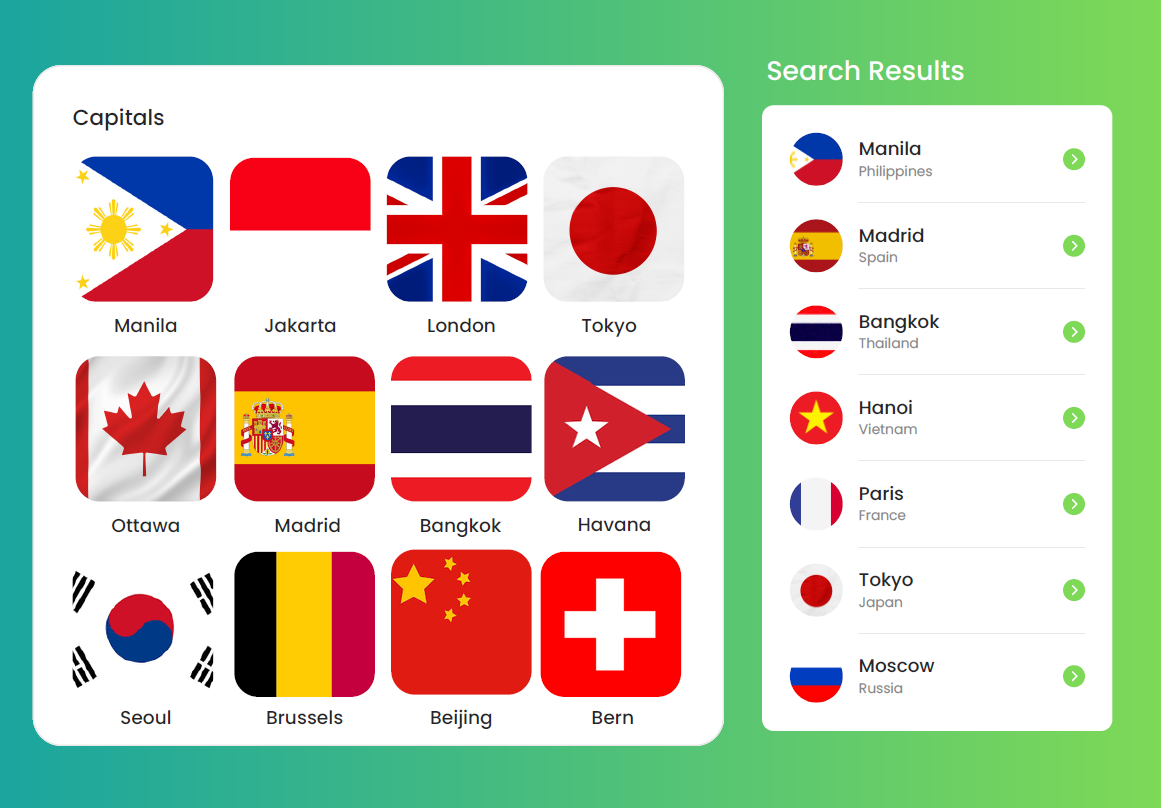 Capitals
Manila
Jakarta
London
Tokyo
Ottawa
Madrid
Bangkok
Havana
Seoul
Brussels
Beijing
Bern
Search Results
Manila
Philippines
Madrid
Spain
Bangkok
Thailand
Hanoi
Vietnam
Paris
France
Tokyo
Japan
Moscow
Russia